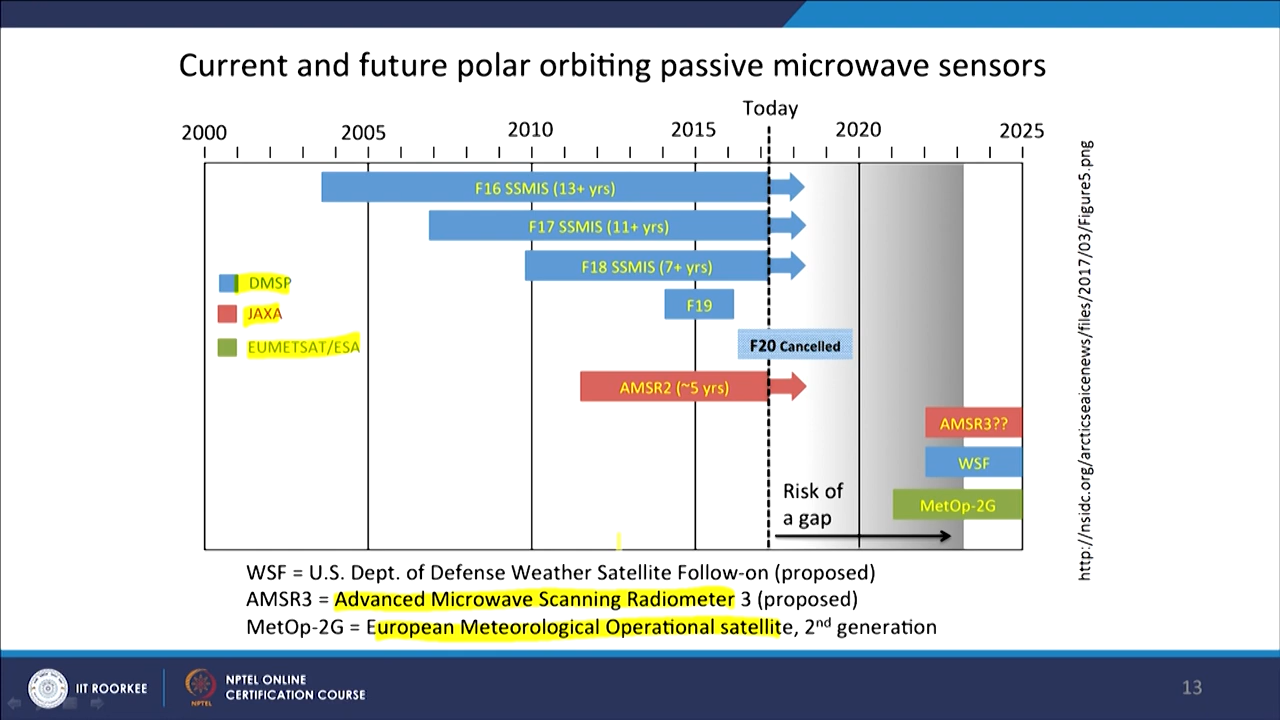 Current and future polar orbiting passive microwave sensors
Today
2000 2005 2010 2015 2020 2025
F16 SSMIS (13+ yrs)
F17 SSMIS (11+ yrs)
F18 SSMIS (7+ yrs)
DMSP
F19
JAXA
F20 Cancelled
EUMETSAT/ESA
AMSR2 (~5 yrs)
AMSR3??
WSF
MetOp-2G
Risk of
a gap
http://nsidc.org/arcticseaicenews/files/2017/03/Figure5.png
WSF = U.S. Dept. of Defense Weather Satellite Follow-on (proposed)
AMSR3 = Advanced Microwave Scanning Radiometer 3 (proposed)
MetOp-2G = European Meteorological Operational satellite, 2nd generation
IIT ROORKEE
NPTEL
NPTEL ONLINE
CERTIFICATION COURSE
13